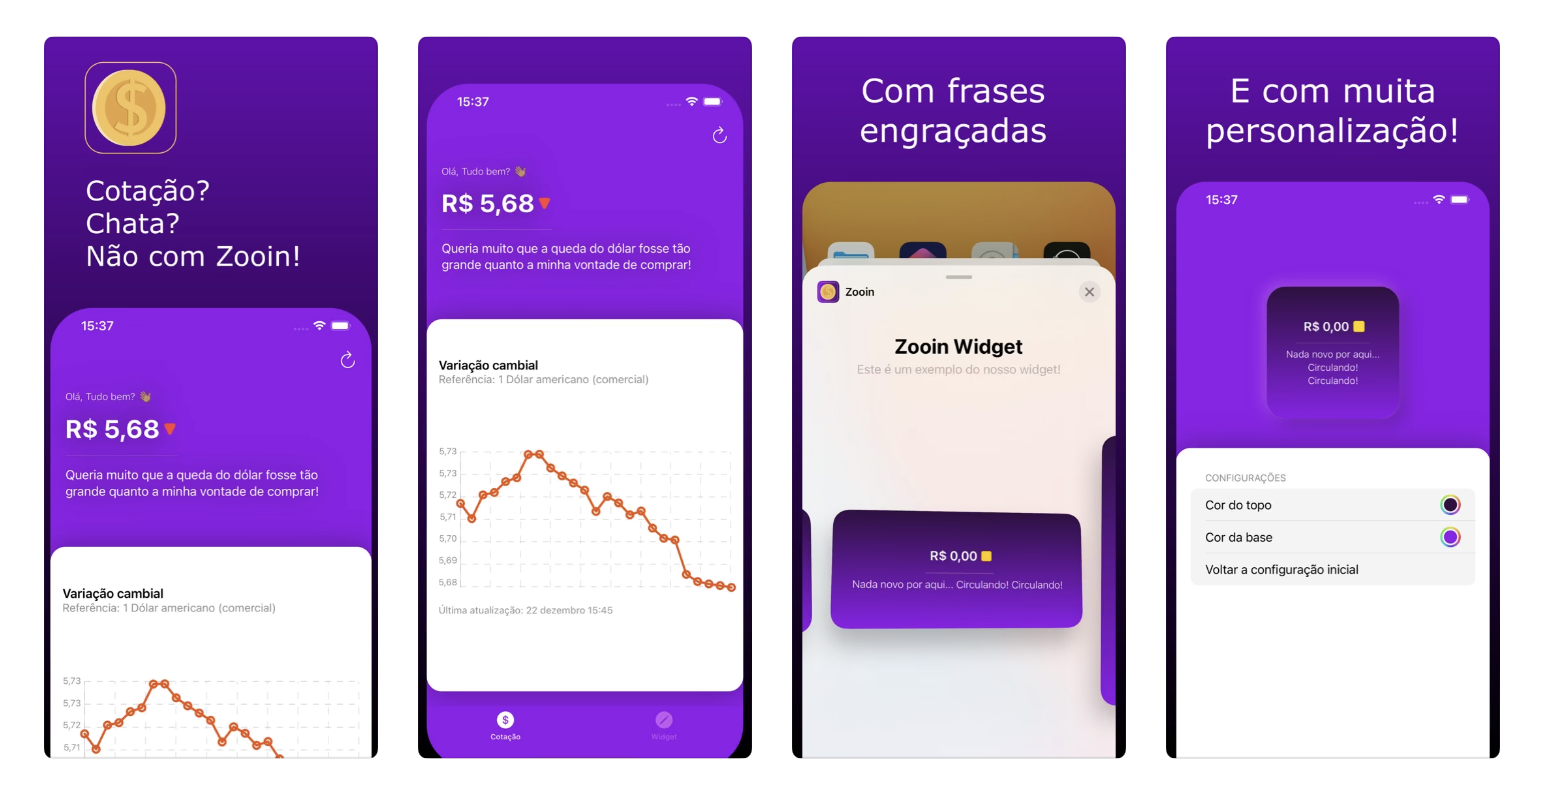 Cotação?
Chata?
Não com Zooin!
15:37
Olá, Tudo bem? 👋🏽
R$ 5,68
Queria muito que a queda do dólar fosse tão
grande quanto a minha vontade de comprar!
Variação cambial
Referência: 1 Dólar americano (comercial)
5,73
5,73
5,72
5,71
15:37
Olá, Tudo bem? 👋🏽
R$ 5,68
Queria muito que a queda do dólar fosse tão
grande quanto a minha vontade de comprar!
Variação cambial
Referência: 1 Dólar americano (comercial)
5,73
5,73
5,72
5,71
5,70
5,69
5,68
Última atualização: 22 dezembro 15:45
$
Cotação
Widget
Com frases
engraçadas
Zooin
Zooin Widget
Este é um exemplo do nosso widget!
R$ 0,00
Nada novo por aqui... Circulando! Circulando!
E com muita
personalização!
15:37
R$ 0,00
Nada novo por aqui...
Circulando!
Circulando!
CONFIGURAÇÕES
Cor do topo
Cor da base
Voltar a configuração inicial